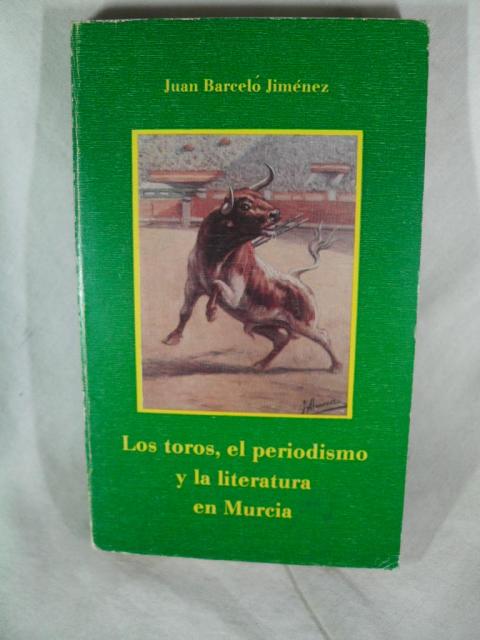 Juan Barceló Jiménez
Los toros, el periodismo
y la literatura
en Murcia